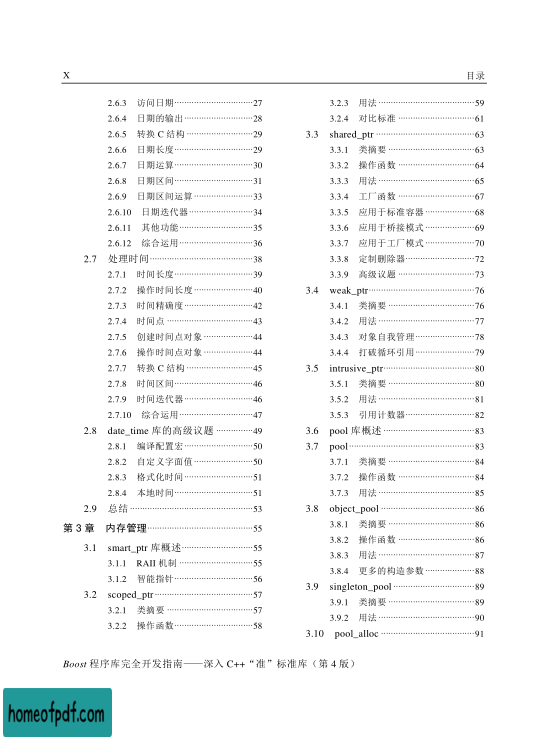 X 目录
2.6.3 访问日期……27
2.6.4 日期的输出……28
2.6.5 转换 C 结构……29
2.6.6 日期长度……29
2.6.7 日期运算……30
2.6.8 日期区间……31
2.6.9 日期区间运算……33
2.6.10 日期迭代器……34
2.6.11 其他功能……35
2.6.12 综合运用……36
2.7 处理时间……38
2.7.1 时间长度……39
2.7.2 操作时间长度……40
2.7.3 时间精确度……42
2.7.4 时间点……43
2.7.5 创建时间点对象……44
2.7.6 操作时间点对象……44
2.7.7 转换 C 结构……45
2.7.8 时间区间……46
2.7.9 时间迭代器……46
2.7.10 综合运用……47
2.8 date_time 库的高级议题……49
2.8.1 编译配置宏……50
2.8.2 自定义字面值……50
2.8.3 格式化时间……51
2.8.4 本地时间……51
2.9 总结……53
第 3 章 内存管理……55
3.1 smart_ptr 库概述……55
3.1.1 RAII 机制……55
3.1.2 智能指针……56
3.2 scoped_ptr……57
3.2.1 类摘要……57
3.2.2 操作函数……58
3.2.3 用法……59
3.2.4 对比标准……61
3.3 shared_ptr……63
3.3.1 类摘要……63
3.3.2 操作函数……64
3.3.3 用法……65
3.3.4 工厂函数……67
3.3.5 应用于标准容器……68
3.3.6 应用于桥接模式……69
3.3.7 应用于工厂模式……70
3.3.8 定制删除器……72
3.3.9 高级议题……73
3.4 weak_ptr……76
3.4.1 类摘要……76
3.4.2 用法……77
3.4.3 对象自我管理……78
3.4.4 打破循环引用……79
3.5 intrusive_ptr……80
3.5.1 类摘要……80
3.5.2 用法……81
3.5.3 引用计数器……82
3.6 pool 库概述……83
3.7 pool……83
3.7.1 类摘要……84
3.7.2 操作函数……84
3.7.3 用法……85
3.8 object_pool……86
3.8.1 类摘要……86
3.8.2 操作函数……86
3.8.3 用法……87
3.8.4 更多的构造参数……88
3.9 singleton_pool……89
3.9.1 类摘要……89
3.9.2 用法……90
3.10 pool_alloc……91
Boost 程序库完全开发指南——深入 C++“准”标准库（第 4 版）
homeofpdf.com